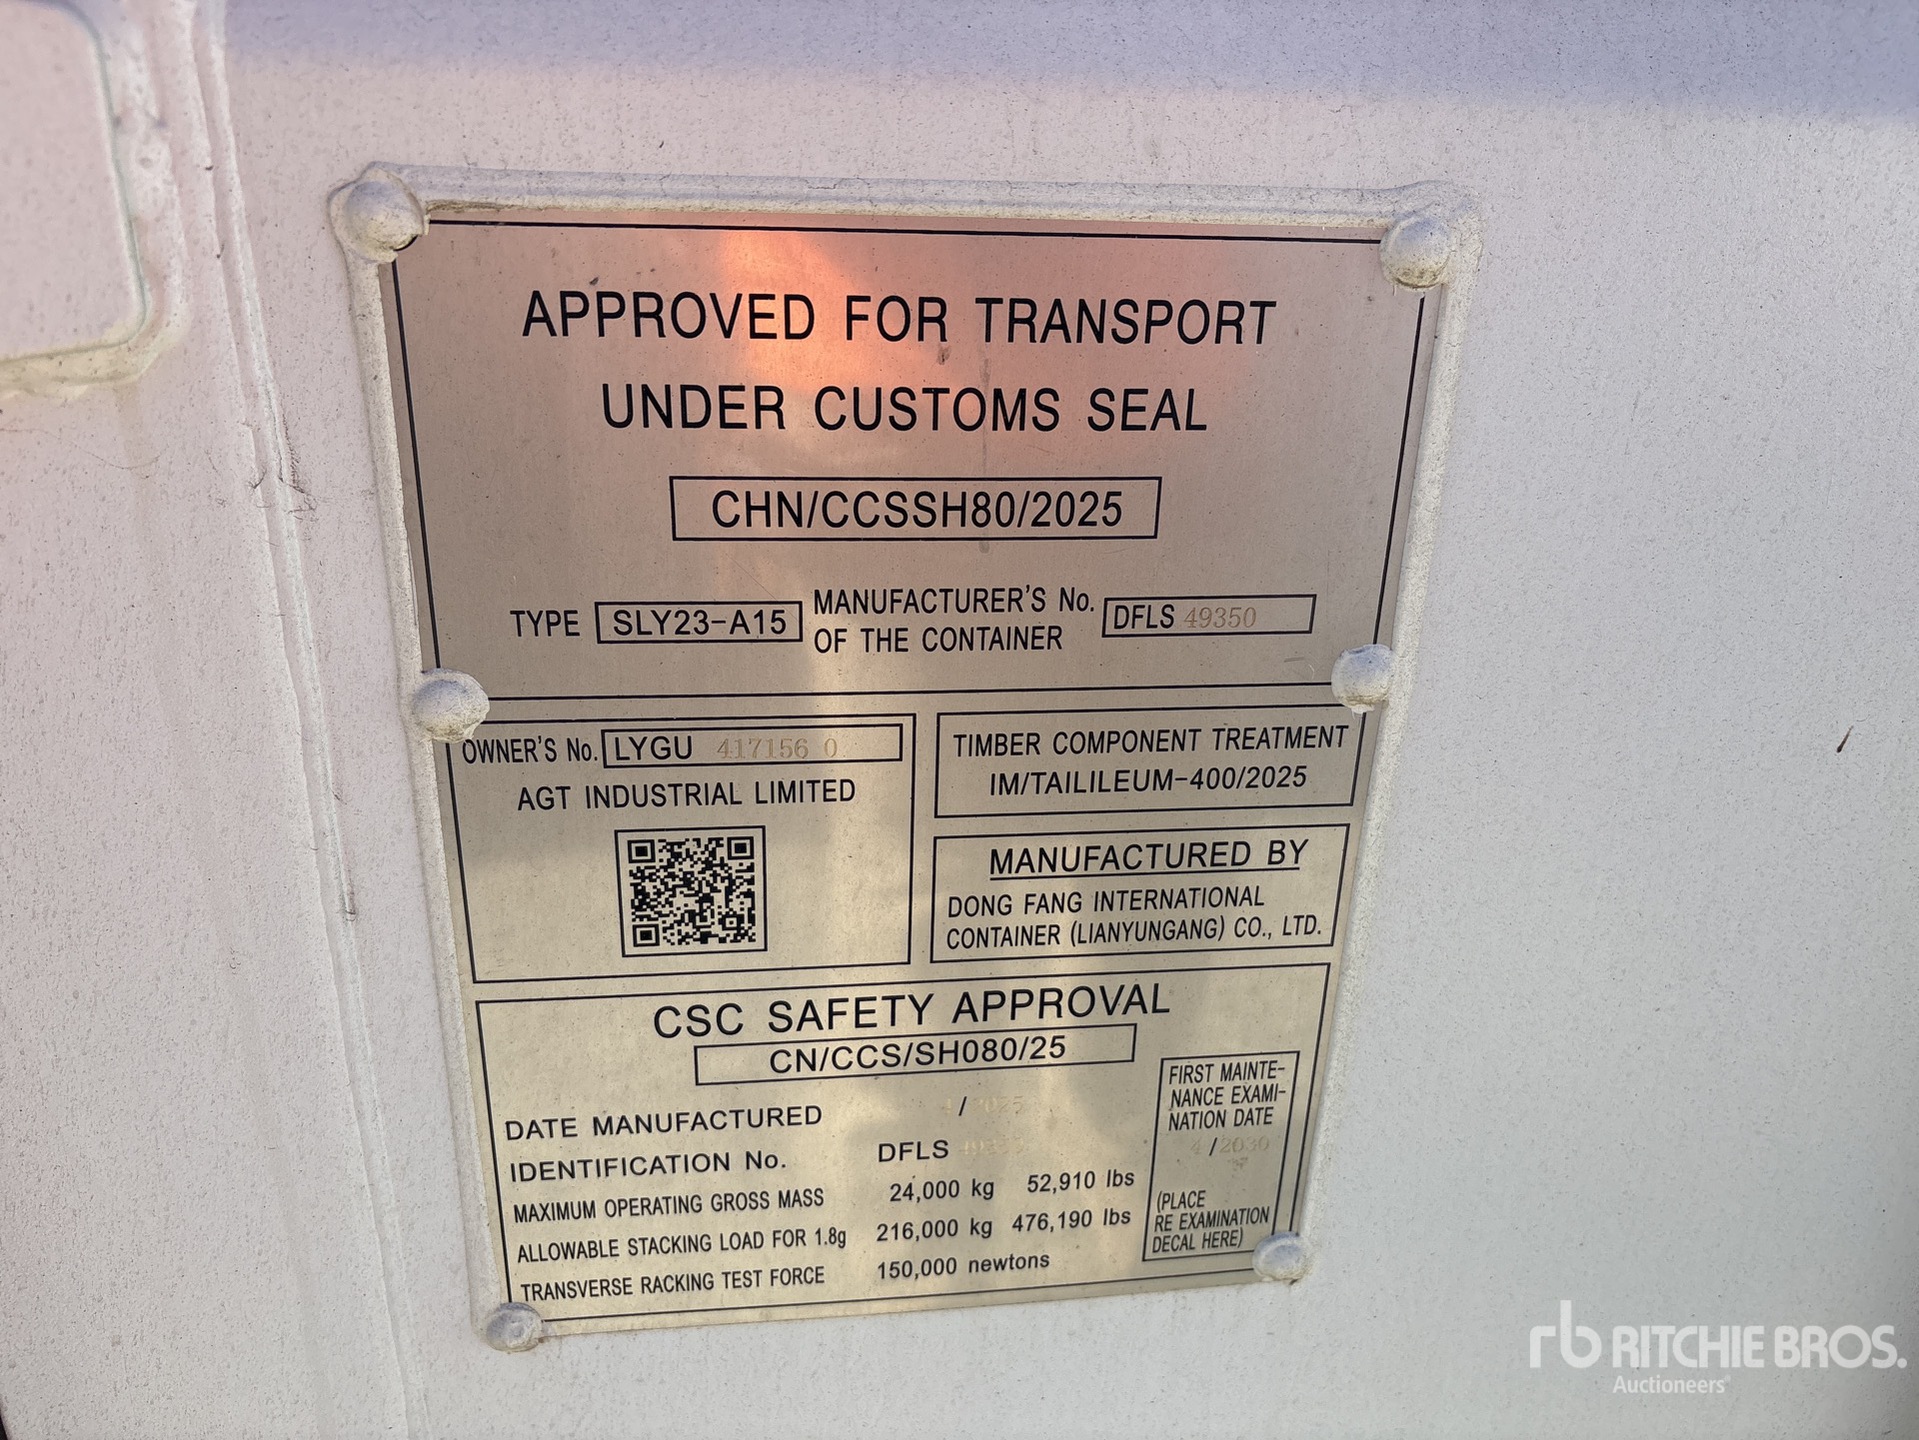 APPROVED FOR TRANSPORT
UNDER CUSTOMS SEAL
CHN/CCSSH80/2025
TYPE SLY23-A15 MANUFACTURER'S No. OF THE CONTAINER DFLS 49350
OWNER'S No. LYGU 417156 0
AGT INDUSTRIAL LIMITED
TIMBER COMPONENT TREATMENT
IM/TAILILEUM-400/2025
MANUFACTURED BY
DONG FANG INTERNATIONAL
CONTAINER (LIANYUNGANG) CO., LTD.
CSC SAFETY APPROVAL
CN/CCS/SH080/25
DATE MANUFACTURED / 2025
IDENTIFICATION No. DFLS
MAXIMUM OPERATING GROSS MASS 24,000 kg 52,910 lbs
ALLOWABLE STACKING LOAD FOR 1.8g 216,000 kg 476,190 lbs
TRANSVERSE RACKING TEST FORCE 150,000 newtons
FIRST MAINTE-
NANCE EXAMI-
NATION DATE
4/2030
(PLACE
RE EXAMINATION
DECAL HERE)
rb RITCHIE BROS.
Auctioneers